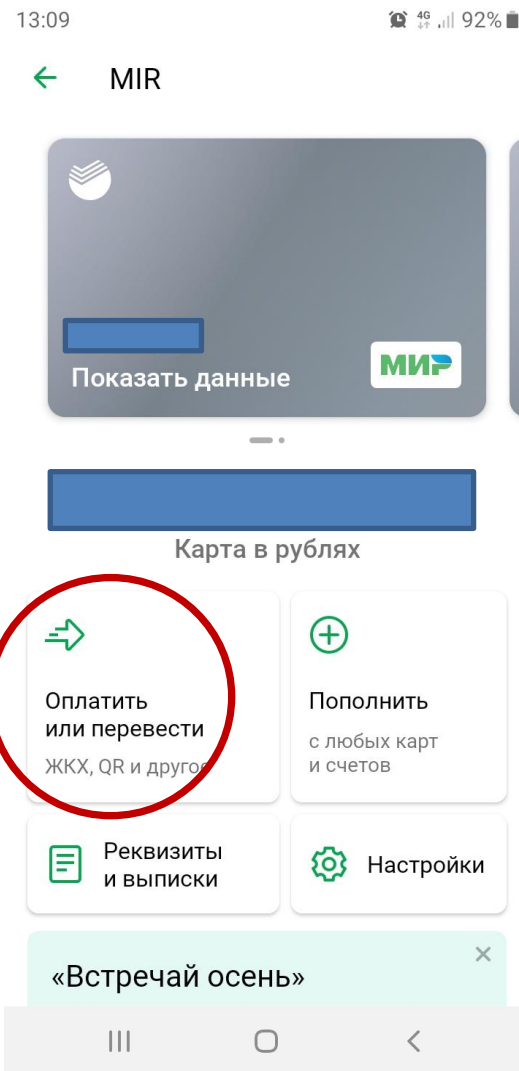 13:09 4G 92%
MIR
Показать данные
МИР
Карта в рублях
Оплатить
или перевести
ЖКХ, QR и другое
Пополнить
с любых карт
и счетов
Реквизиты
и выписки
Настройки
«Встречай осень»